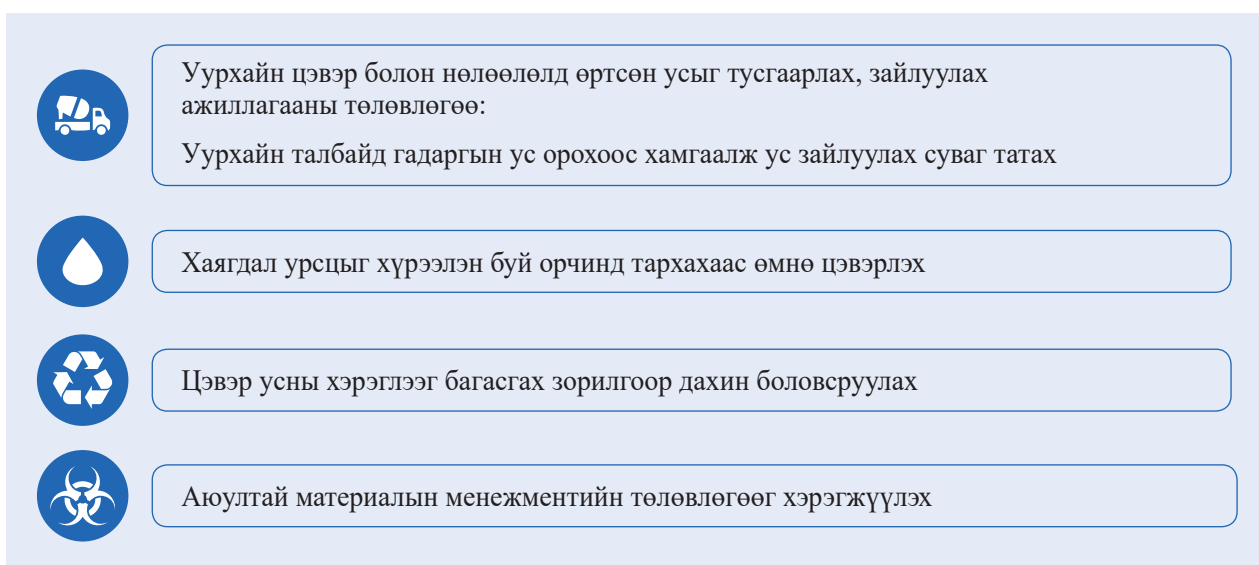 Уурхайн цэвэр болон нөлөөлөлд өртсөн усыг тусгаарлах, зайлуулах
ажиллагааны төлөвлөгөө:
Уурхайн талбайд гадаргын ус орохоос хамгаалж ус зайлуулах суваг татах
Хаягдал урсцыг хүрээлэн буй орчинд тархахаас өмнө цэвэрлэх
Цэвэр усны хэрэглээг багасгах зорилгоор дахин боловсруулах
Аюултай материалын менежментийн төлөвлөгөөг хэрэгжүүлэх